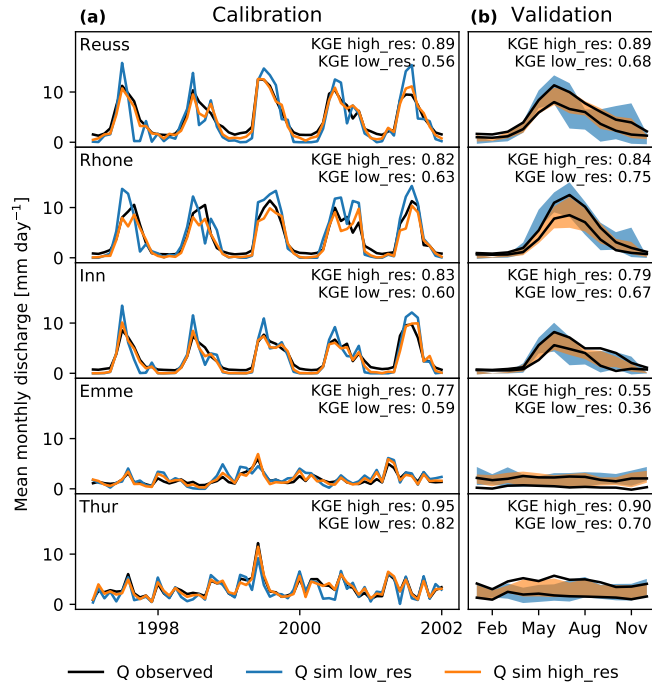 (a) Calibration (b) Validation
Reuss KGE high_res: 0.89 KGE high_res: 0.89
KGE low_res: 0.56 KGE low_res: 0.68
10
0
Rhone KGE high_res: 0.82 KGE high_res: 0.84
KGE low_res: 0.63 KGE low_res: 0.75
10
0
Inn KGE high_res: 0.83 KGE high_res: 0.79
KGE low_res: 0.60 KGE low_res: 0.67
10
0
Emme KGE high_res: 0.77 KGE high_res: 0.55
KGE low_res: 0.59 KGE low_res: 0.36
10
0
Thur KGE high_res: 0.95 KGE high_res: 0.90
KGE low_res: 0.82 KGE low_res: 0.70
10
0
Mean monthly discharge [mm day⁻¹]
1998 2000 2002 Feb May Aug Nov
Q observed Q sim low_res Q sim high_res